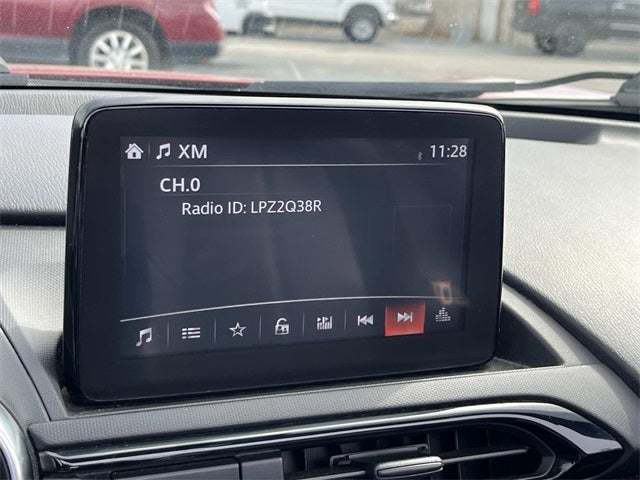 XM 11:28
CH.0
Radio ID: LPZ2Q38R